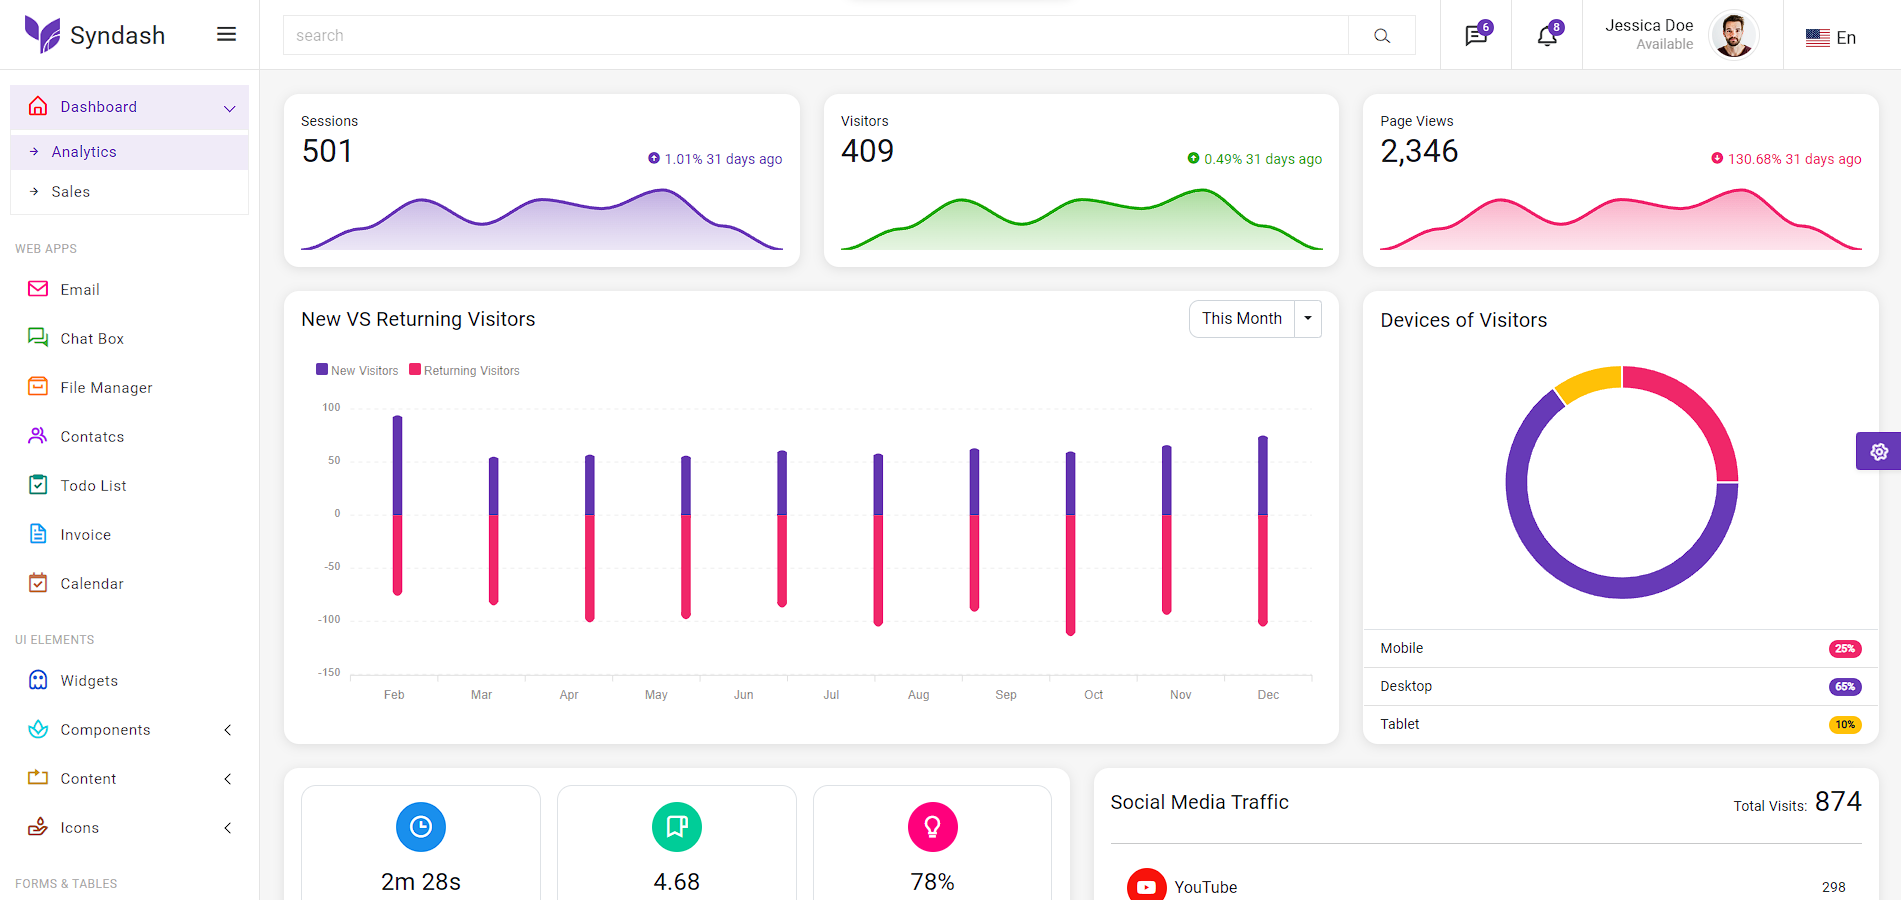 Syndash
search
6
8
Jessica Doe
Available
En
Dashboard
Analytics
Sales
WEB APPS
Email
Chat Box
File Manager
Contatcs
Todo List
Invoice
Calendar
UI ELEMENTS
Widgets
Components
Content
Icons
FORMS & TABLES
Sessions
501
1.01% 31 days ago
Visitors
409
0.49% 31 days ago
Page Views
2,346
130.68% 31 days ago
New VS Returning Visitors
This Month
New Visitors Returning Visitors
100
50
0
-50
-100
-150
Feb Mar Apr May Jun Jul Aug Sep Oct Nov Dec
Devices of Visitors
Mobile 25%
Desktop 65%
Tablet 10%
2m 28s
4.68
78%
Social Media Traffic
Total Visits: 874
YouTube 298